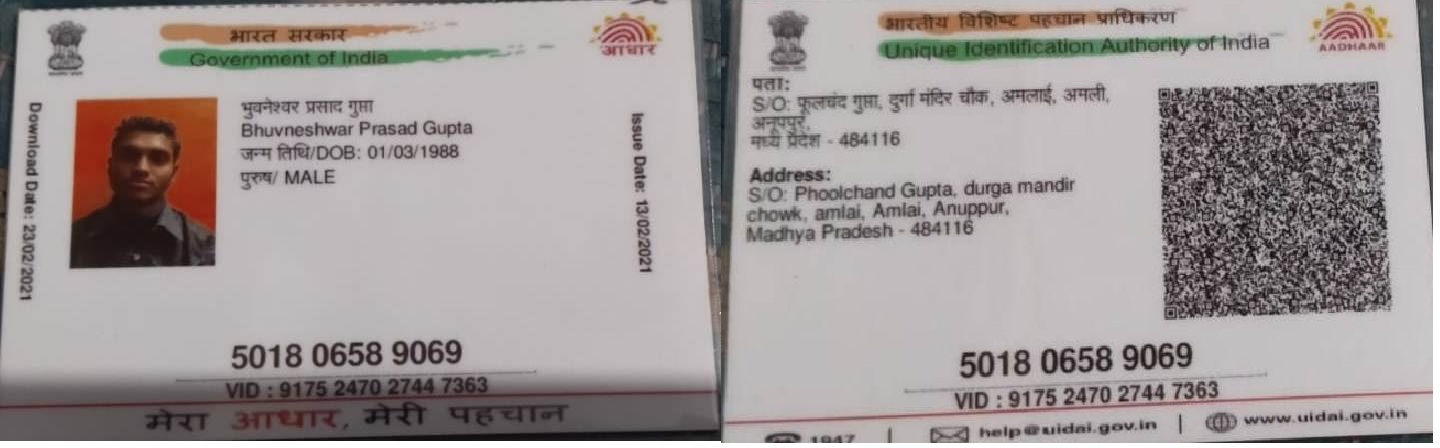 भारत सरकार
Government of India
आधार
Download Date: 23/02/2021
भुवनेश्वर प्रसाद गुप्ता
Bhuvneshwar Prasad Gupta
जन्म तिथि/DOB: 01/03/1988
पुरुष/ MALE
Issue Date: 13/02/2021
5018 0658 9069
VID : 9175 2470 2744 7363
मेरा आधार, मेरी पहचान
भारतीय विशिष्ट पहचान प्राधिकरण
Unique Identification Authority of India
AADHAAR
पता:
S/O: फूलचंद गुप्ता, दुर्गा मंदिर चौक, अमलाई, अमली,
अनूपपुर,
मध्य प्रदेश - 484116
Address:
S/O: Phoolchand Gupta, durga mandir
chowk, amlai, Amlai, Anuppur,
Madhya Pradesh - 484116
5018 0658 9069
VID : 9175 2470 2744 7363
1947 | help@uidai.gov.in | www.uidai.gov.in